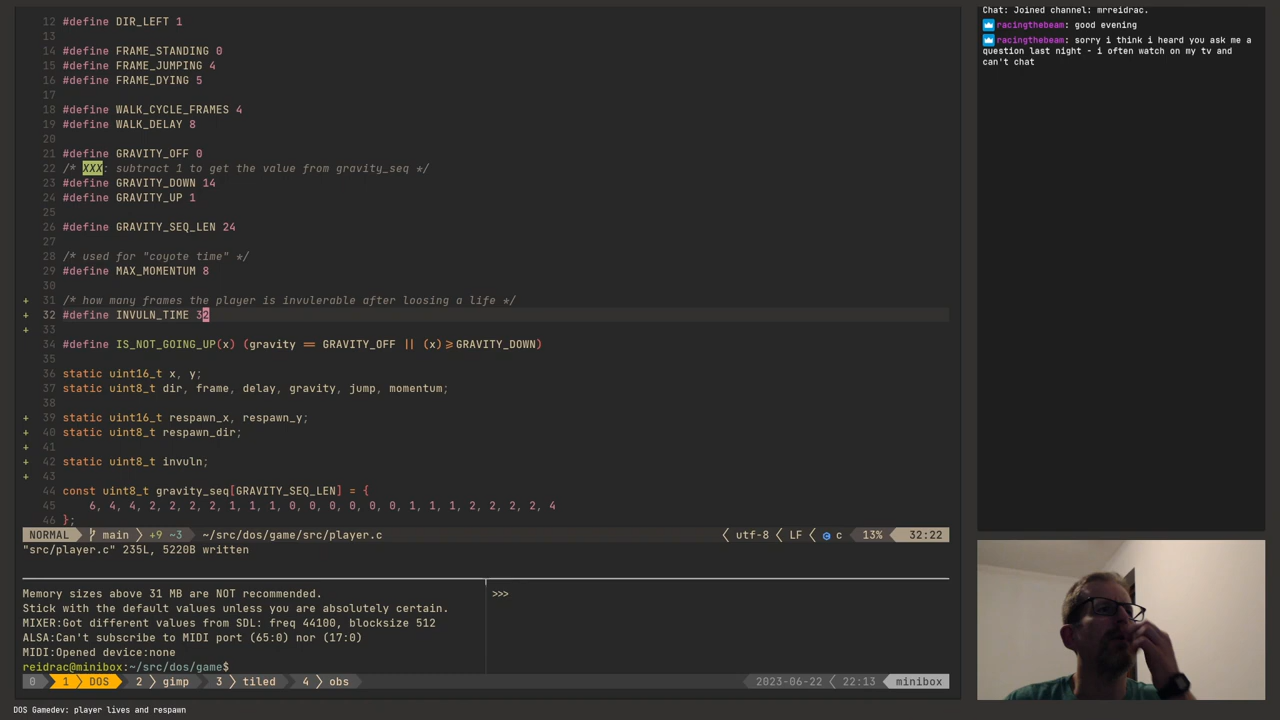 12 #define DIR_LEFT 1
13
14 #define FRAME_STANDING 0
15 #define FRAME_JUMPING 4
16 #define FRAME_DYING 5
17
18 #define WALK_CYCLE_FRAMES 4
19 #define WALK_DELAY 8
20
21 #define GRAVITY_OFF 0
22 /* XXX: subtract 1 to get the value from gravity_seq */
23 #define GRAVITY_DOWN 14
24 #define GRAVITY_UP 1
25
26 #define GRAVITY_SEQ_LEN 24
27
28 /* used for "coyote time" */
29 #define MAX_MOMENTUM 8
30
+ 31 /* how many frames the player is invulerable after loosing a life */
+ 32 #define INVULN_TIME 32
+ 33
34 #define IS_NOT_GOING_UP(x) (gravity == GRAVITY_OFF || (x)>=GRAVITY_DOWN)
35
36 static uint16_t x, y;
37 static uint8_t dir, frame, delay, gravity, jump, momentum;
38
+ 39 static uint16_t respawn_x, respawn_y;
+ 40 static uint8_t respawn_dir;
+ 41
+ 42 static uint8_t invuln;
+ 43
44 const uint8_t gravity_seq[GRAVITY_SEQ_LEN] = {
45 6, 4, 4, 2, 2, 2, 2, 1, 1, 1, 0, 0, 0, 0, 0, 0, 1, 1, 1, 2, 2, 2, 2, 4
46 };
NORMAL main +9 ~3 ~/src/dos/game/src/player.c utf-8 LF c 13% 32:22
"src/player.c" 235L, 5220B written
Memory sizes above 31 MB are NOT recommended.
Stick with the default values unless you are absolutely certain.
MIXER:Got different values from SDL: freq 44100, blocksize 512
ALSA:Can't subscribe to MIDI port (65:0) nor (17:0)
MIDI:Opened device:none
reidrac@minibox:~/src/dos/game$
>>>
0 1 DOS 2 gimp 3 tiled 4 obs 2023-06-22 22:13 minibox
DOS Gamedev: player lives and respawn
Chat: Joined channel: mrreidrac.
racingthebeam: good evening
racingthebeam: sorry i think i heard you ask me a
question last night - i often watch on my tv and
can't chat